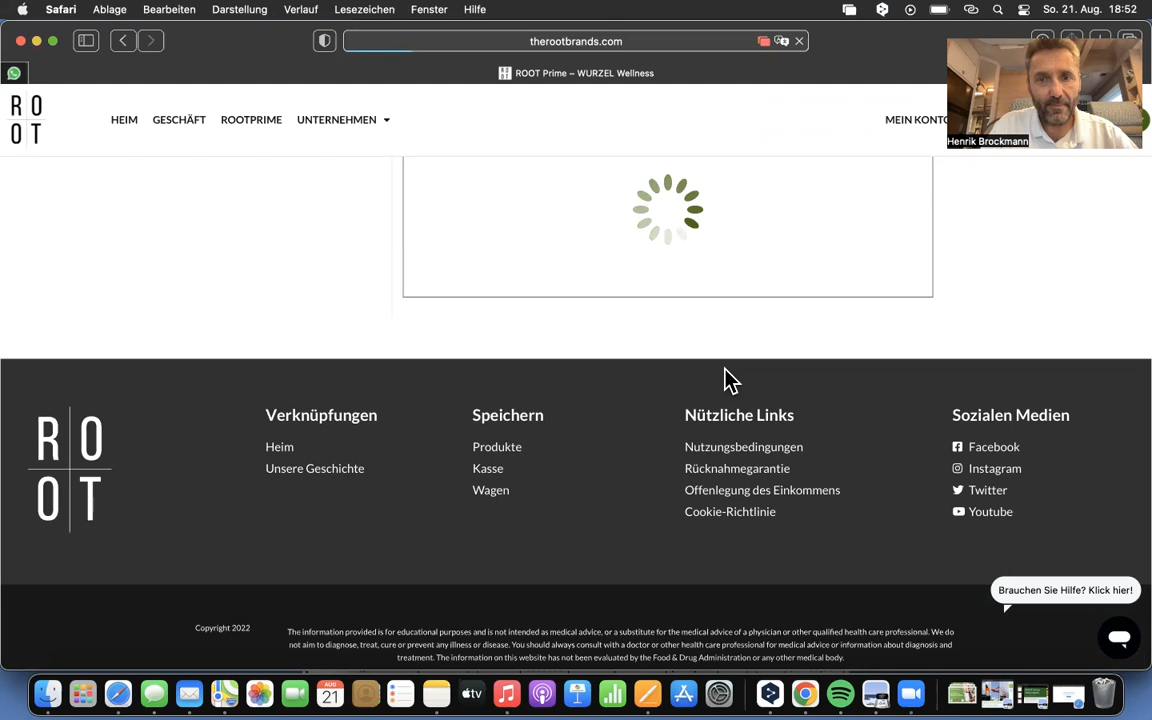 Safari Ablage Bearbeiten Darstellung Verlauf Lesezeichen Fenster Hilfe So. 21. Aug. 18:52
therootbrands.com
ROOT Prime – WURZEL Wellness
R O
O T
HEIM GESCHÄFT ROOTPRIME UNTERNEHMEN MEIN KONTO
Henrik Brockmann
R O
O T
Verknüpfungen
Heim
Unsere Geschichte
Speichern
Produkte
Kasse
Wagen
Nützliche Links
Nutzungsbedingungen
Rücknahmegarantie
Offenlegung des Einkommens
Cookie-Richtlinie
Sozialen Medien
Facebook
Instagram
Twitter
Youtube
Brauchen Sie Hilfe? Klick hier!
Copyright 2022
The information provided is for educational purposes and is not intended as medical advice, or a substitute for the medical advice of a physician or other qualified health care professional. We do
not aim to diagnose, treat, cure or prevent any illness or disease. You should always consult with a doctor or other health care professional for medical advice or information about diagnosis and
treatment. The information on this website has not been evaluated by the Food & Drug Administration or any other medical body.
AUG
21
tv